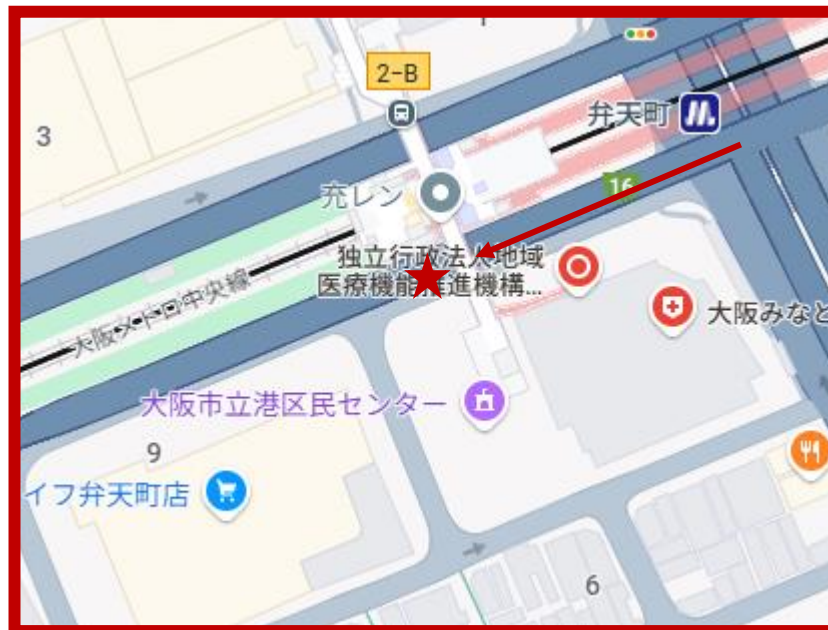 2-B
弁天町
3
16
充レン
独立行政法人地域
医療機能推進機構...
大阪みなと
大阪メトロ中央線
大阪市立港区民センター
9
イフ弁天町店
6